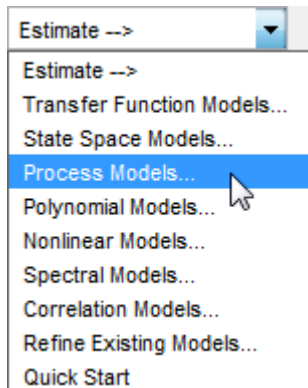 Estimate -->
Estimate -->
Transfer Function Models...
State Space Models...
Process Models...
Polynomial Models...
Nonlinear Models...
Spectral Models...
Correlation Models...
Refine Existing Models...
Quick Start